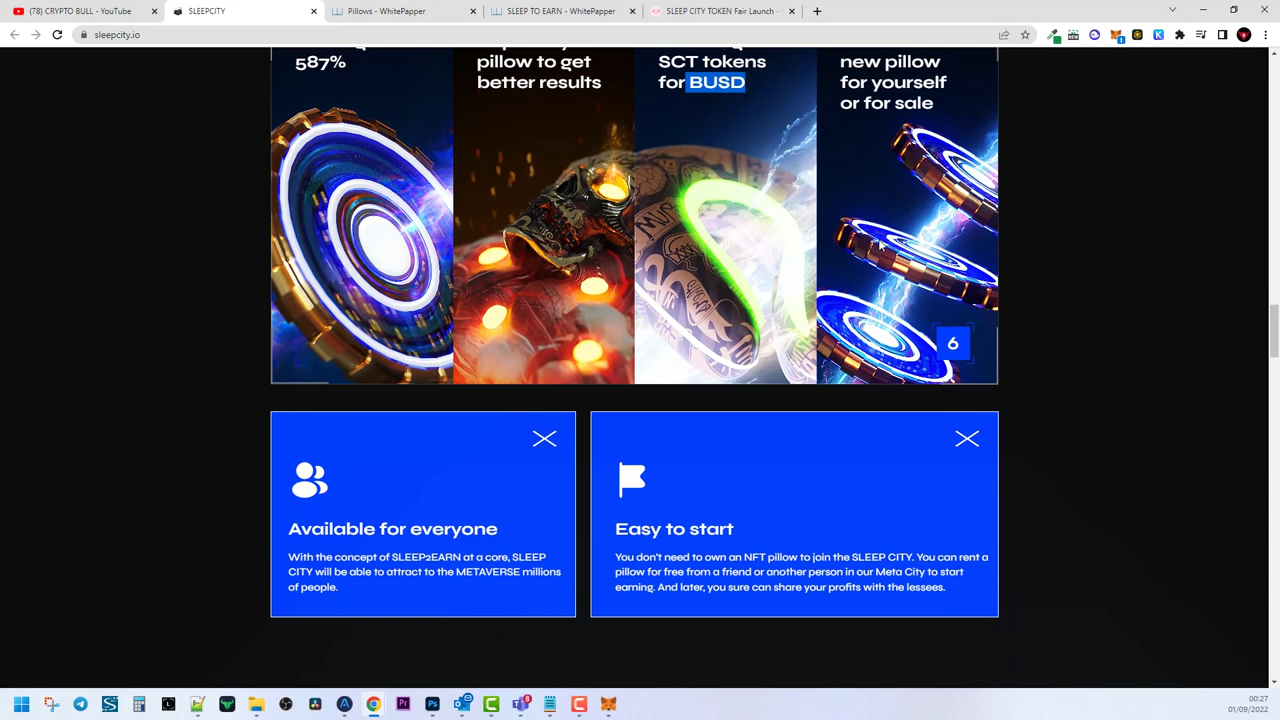 (78) CRYPTO BULL - YouTube
SLEEPCITY
Pillows - WhitePapper
SLEEP TO EARN - WhitePapper
SLEEP CITY TOKEN Fair Launch -
sleepcity.io
587%
pillow to get
better results
SCT tokens
for BUSD
new pillow
for yourself
or for sale
6
Available for everyone
With the concept of SLEEP2EARN at a core, SLEEP
CITY will be able to attract to the METAVERSE millions
of people.
Easy to start
You don't need to own an NFT pillow to join the SLEEP CITY. You can rent a
pillow for free from a friend or another person in our Meta City to start
earning. And later, you sure can share your profits with the lessees.
00:27
01/09/2022